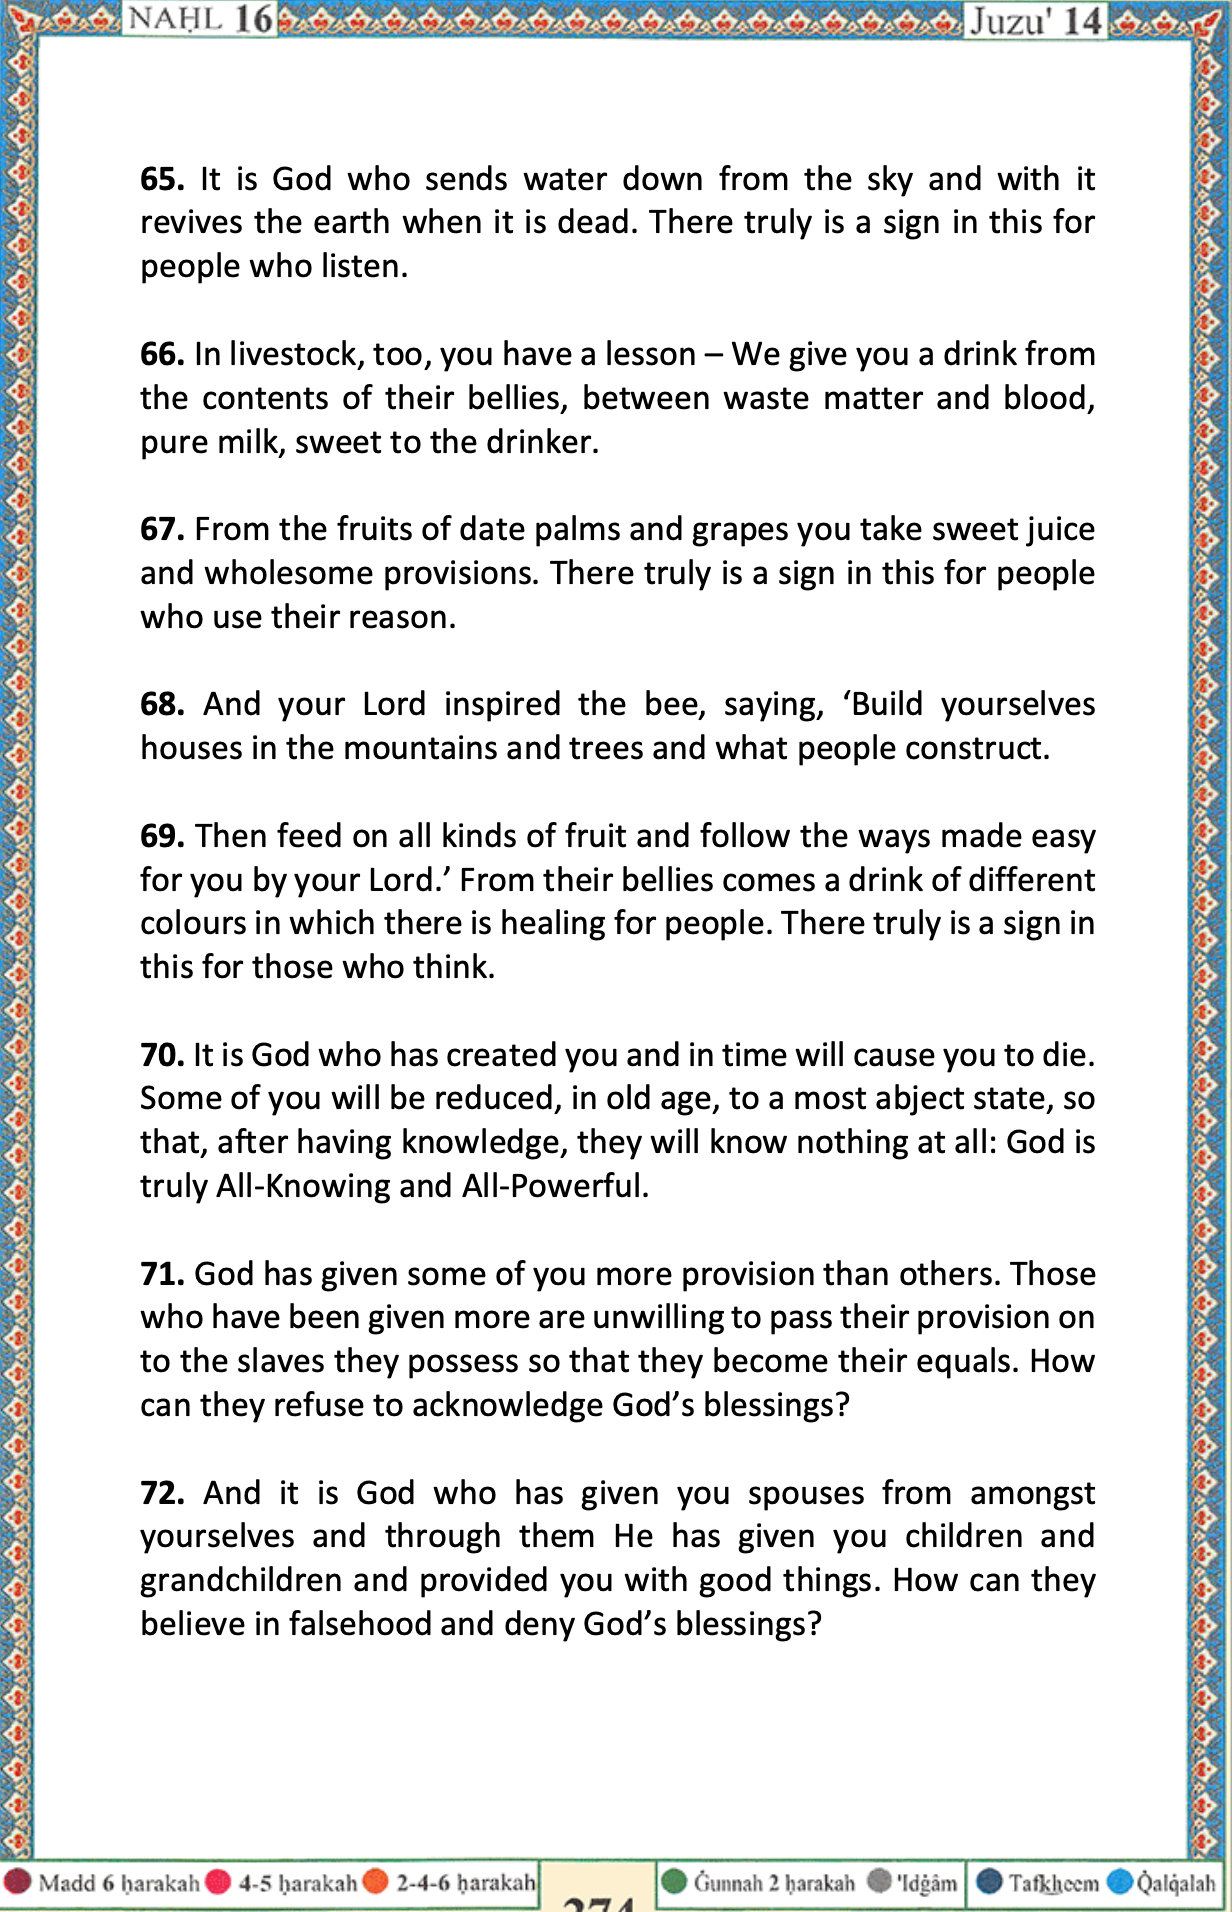 NAḤL 16
Juzu' 14
65. It is God who sends water down from the sky and with it
revives the earth when it is dead. There truly is a sign in this for
people who listen.
66. In livestock, too, you have a lesson – We give you a drink from
the contents of their bellies, between waste matter and blood,
pure milk, sweet to the drinker.
67. From the fruits of date palms and grapes you take sweet juice
and wholesome provisions. There truly is a sign in this for people
who use their reason.
68. And your Lord inspired the bee, saying, ‘Build yourselves
houses in the mountains and trees and what people construct.
69. Then feed on all kinds of fruit and follow the ways made easy
for you by your Lord.’ From their bellies comes a drink of different
colours in which there is healing for people. There truly is a sign in
this for those who think.
70. It is God who has created you and in time will cause you to die.
Some of you will be reduced, in old age, to a most abject state, so
that, after having knowledge, they will know nothing at all: God is
truly All-Knowing and All-Powerful.
71. God has given some of you more provision than others. Those
who have been given more are unwilling to pass their provision on
to the slaves they possess so that they become their equals. How
can they refuse to acknowledge God’s blessings?
72. And it is God who has given you spouses from amongst
yourselves and through them He has given you children and
grandchildren and provided you with good things. How can they
believe in falsehood and deny God’s blessings?
Madd 6 ḥarakah 4-5 ḥarakah 2-4-6 ḥarakah
274
Ġunnah 2 ḥarakah 'Idġâm Tafkheem Q̇alq̇alah